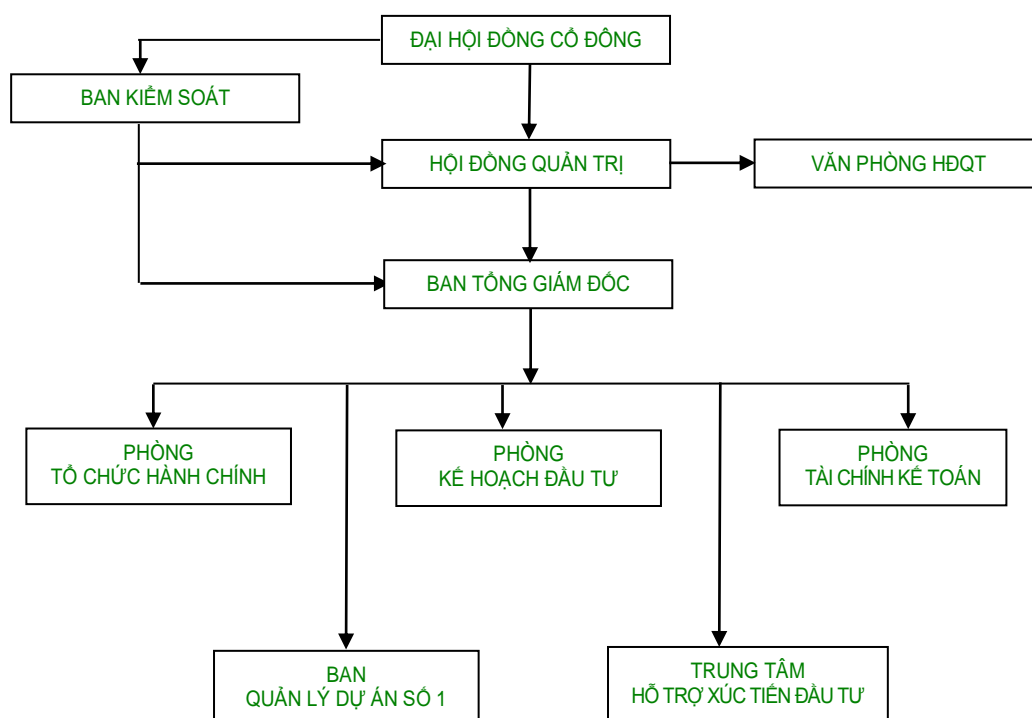 ĐẠI HỘI ĐỒNG CỔ ĐÔNG
BAN KIỂM SOÁT
HỘI ĐỒNG QUẢN TRỊ
VĂN PHÒNG HĐQT
BAN TỔNG GIÁM ĐỐC
PHÒNG
TỔ CHỨC HÀNH CHÍNH
PHÒNG
KẾ HOẠCH ĐẦU TƯ
PHÒNG
TÀI CHÍNH KẾ TOÁN
BAN
QUẢN LÝ DỰ ÁN SỐ 1
TRUNG TÂM
HỖ TRỢ XÚC TIẾN ĐẦU TƯ